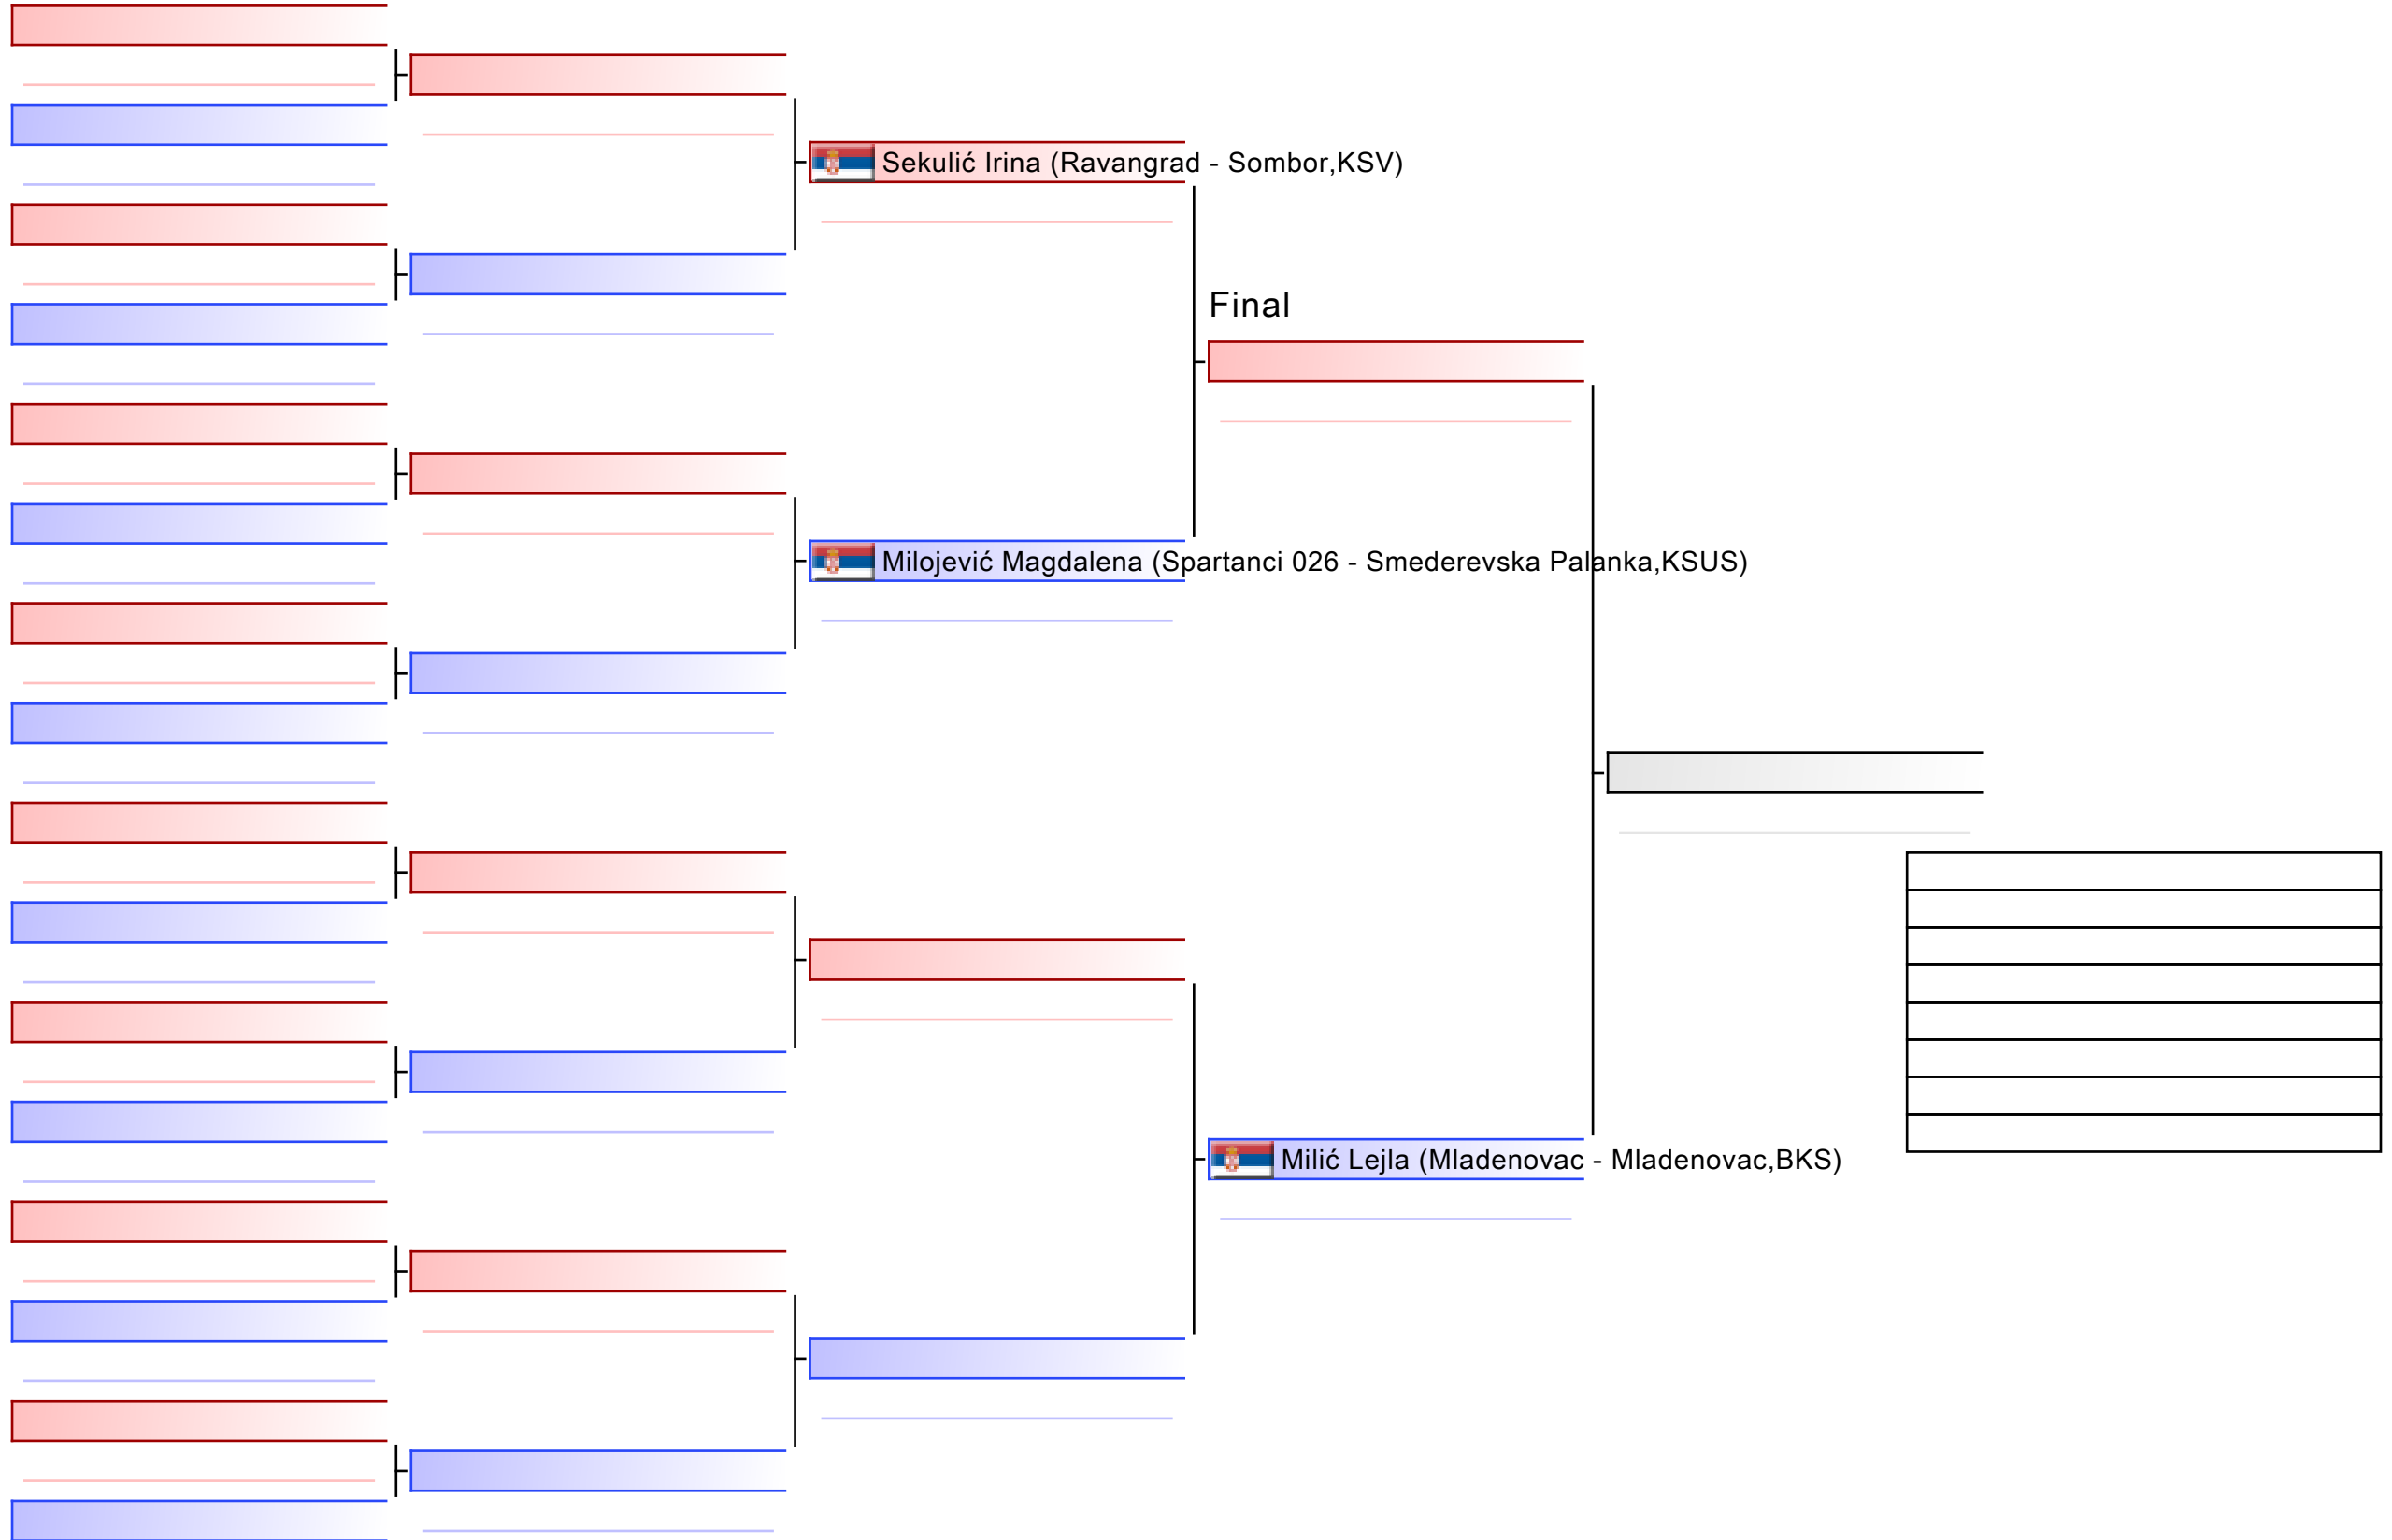 Sekulić Irina (Ravangrad - Sombor,KSV)
Final
Milojević Magdalena (Spartanci 026 - Smederevska Palanka,KSUS)
Milić Lejla (Mladenovac - Mladenovac,BKS)